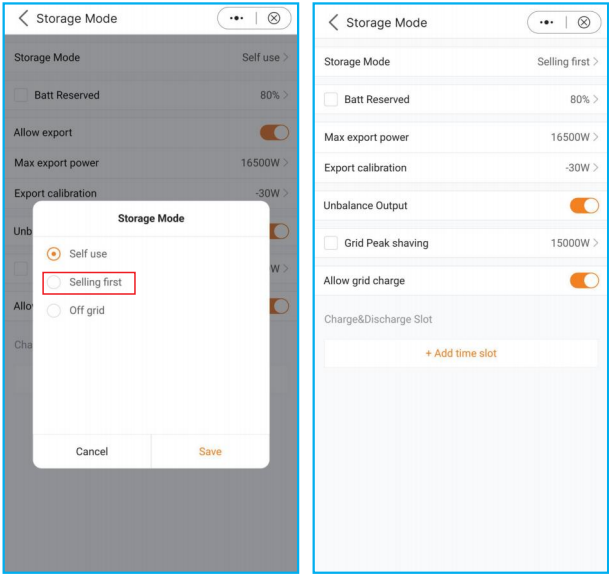 Storage Mode
Storage Mode Self use >
Batt Reserved 80% >
Allow export
Max export power 16500W >
Export calibration -30W >
Unb
W >
Allo
Cha
Storage Mode
Self use
Selling first
Off grid
Cancel Save
Storage Mode
Storage Mode Selling first >
Batt Reserved 80% >
Max export power 16500W >
Export calibration -30W >
Unbalance Output
Grid Peak shaving 15000W >
Allow grid charge
Charge&Discharge Slot
+ Add time slot